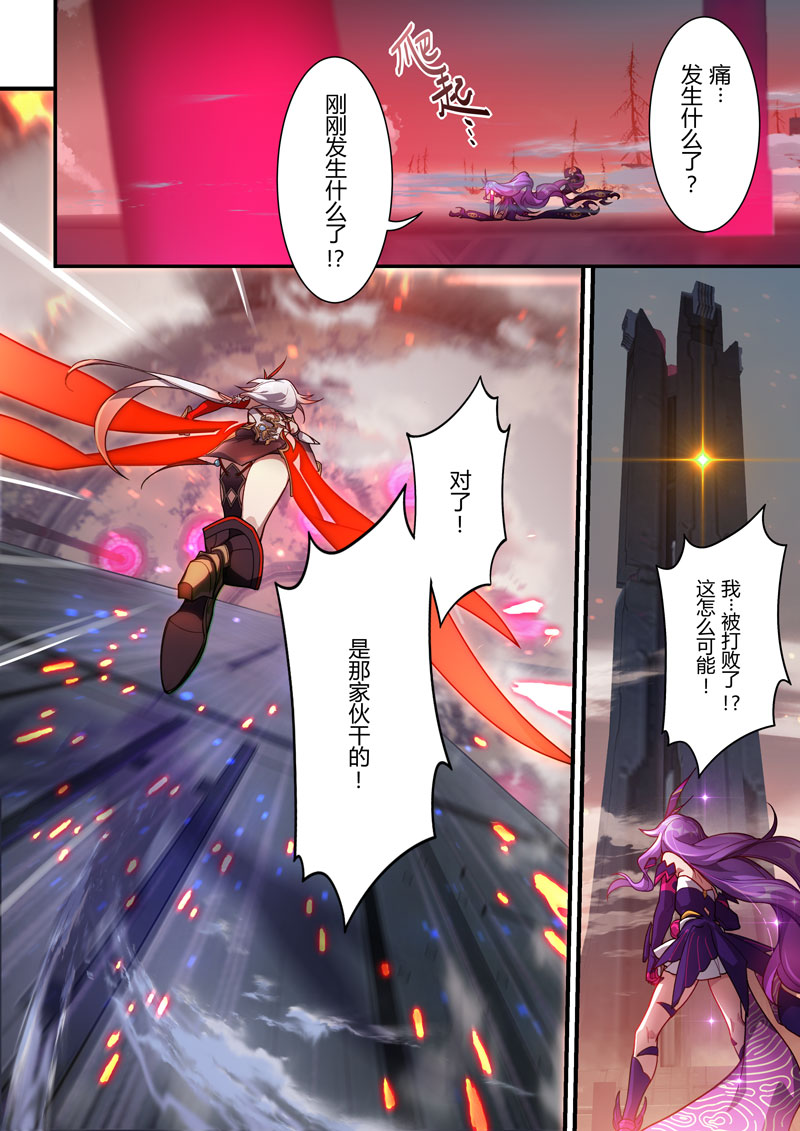 痛…
发生什么了？
爬起…
刚刚发生什么了!?
我…被打败了!?
这怎么可能！
对了！
是那家伙干的！